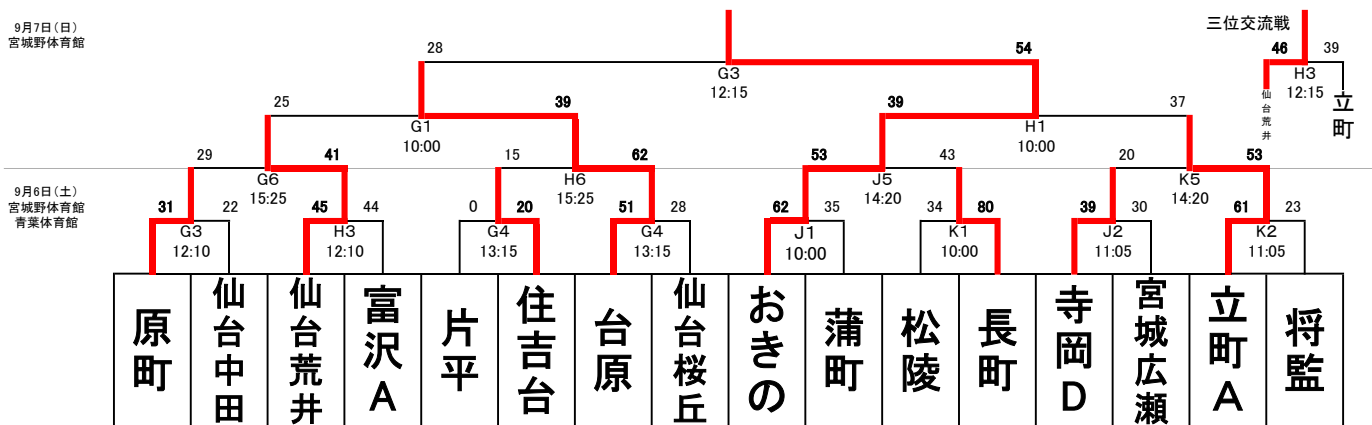 9月7日(日)
宮城野体育館
28
54
G3
12:15
三位交流戦
46
39
H3
12:15
仙台荒井
立町
25
39
G1
10:00
39
37
H1
10:00
29
41
G6
15:25
15
62
H6
15:25
53
43
J5
14:20
20
53
K5
14:20
9月6日(土)
宮城野体育館
青葉体育館
31
22
G3
12:10
45
44
H3
12:10
0
20
G4
13:15
51
28
G4
13:15
62
35
J1
10:00
34
80
K1
10:00
39
30
J2
11:05
61
23
K2
11:05
原町
仙台中田
仙台荒井
富沢A
片平
住吉台
台原
仙台桜丘
おきの
蒲町
松陵
長町
寺岡D
宮城広瀬
立町A
将監